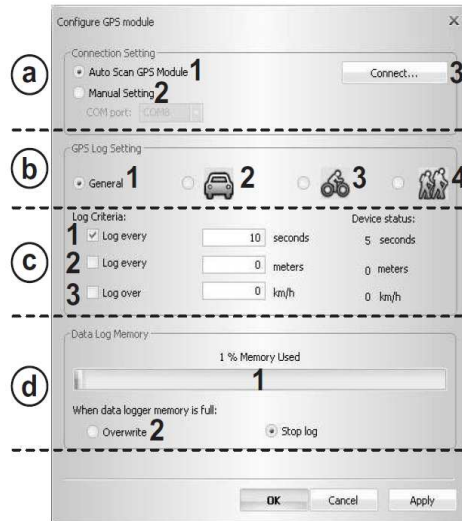 Configure GPS module X
a
Connection Setting
Auto Scan GPS Module 1
Connect... 3
Manual Setting 2
COM port: COM8
b
GPS Log Setting
General 1 2 3 4
c
Log Criteria: Device status:
1 Log every 10 seconds 5 seconds
2 Log every 0 meters 0 meters
3 Log over 0 km/h 0 km/h
d
Data Log Memory
1 % Memory Used
1
When data logger memory is full:
Overwrite 2 Stop log
OK Cancel Apply